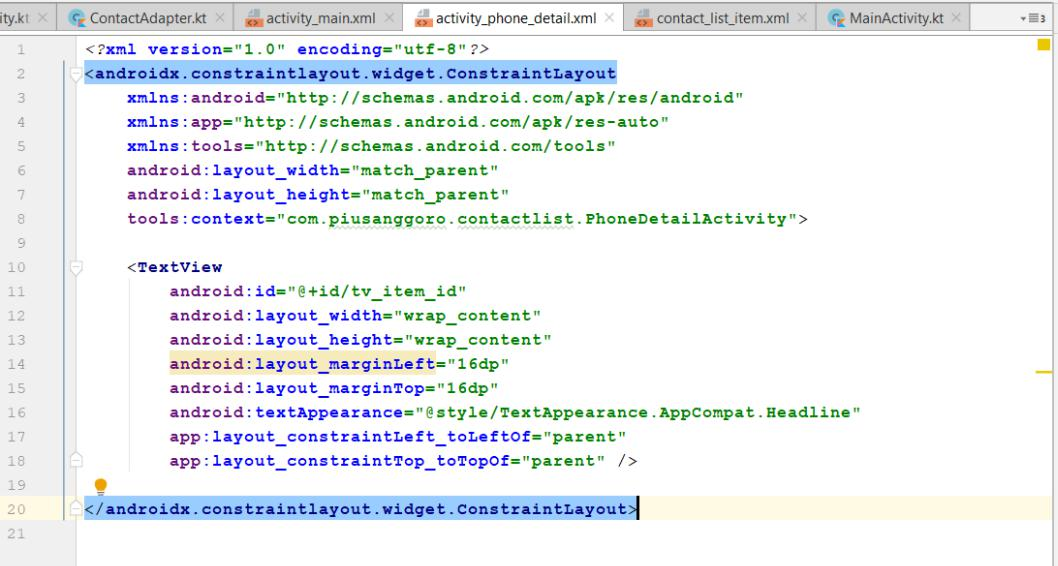 ity.kt ContactAdapter.kt activity_main.xml activity_phone_detail.xml contact_list_item.xml MainActivity.kt 3
1 <?xml version="1.0" encoding="utf-8"?>
2 <androidx.constraintlayout.widget.ConstraintLayout
3 xmlns:android="http://schemas.android.com/apk/res/android"
4 xmlns:app="http://schemas.android.com/apk/res-auto"
5 xmlns:tools="http://schemas.android.com/tools"
6 android:layout_width="match_parent"
7 android:layout_height="match_parent"
8 tools:context="com.piusanggoro.contactlist.PhoneDetailActivity">
9
10 <TextView
11 android:id="@+id/tv_item_id"
12 android:layout_width="wrap_content"
13 android:layout_height="wrap_content"
14 android:layout_marginLeft="16dp"
15 android:layout_marginTop="16dp"
16 android:textAppearance="@style/TextAppearance.AppCompat.Headline"
17 app:layout_constraintLeft_toLeftOf="parent"
18 app:layout_constraintTop_toTopOf="parent" />
19
20 </androidx.constraintlayout.widget.ConstraintLayout>
21